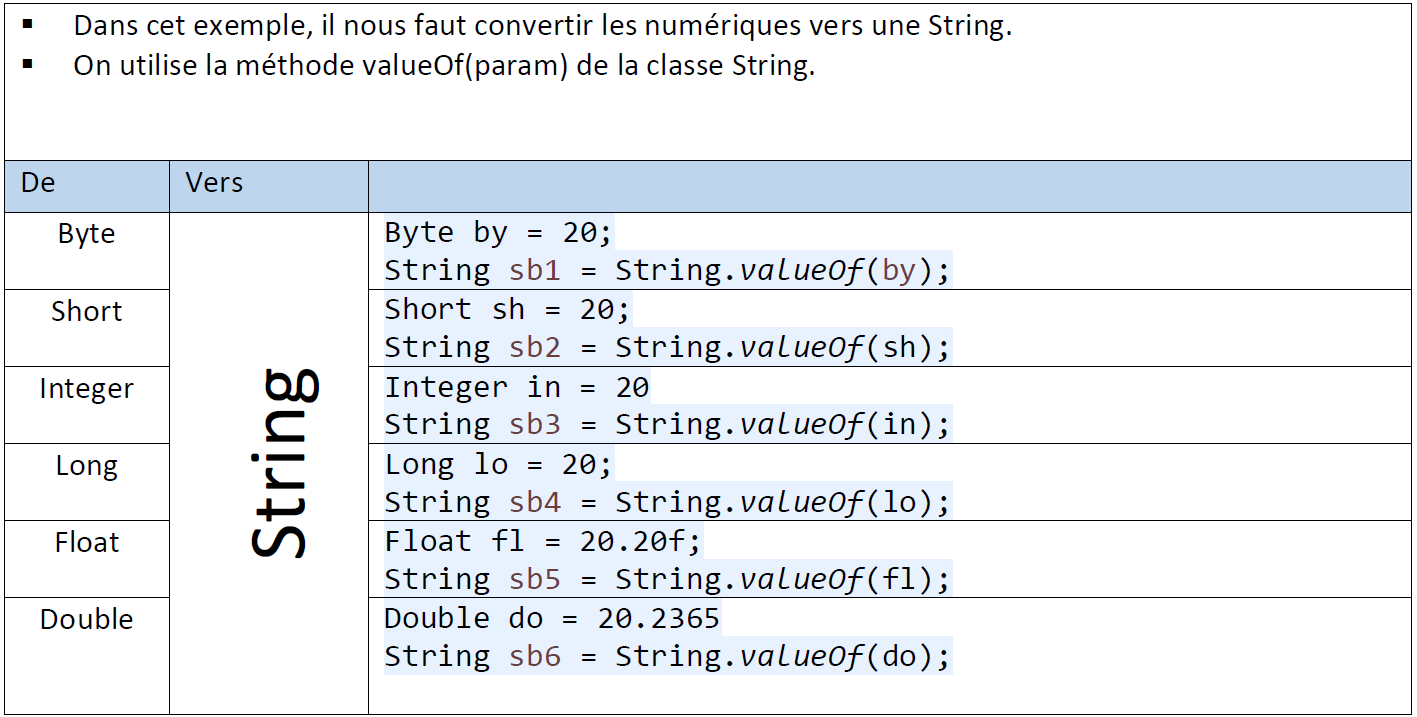 ▪ Dans cet exemple, il nous faut convertir les numériques vers une String.
▪ On utilise la méthode valueOf(param) de la classe String.
De Vers
Byte
String
Byte by = 20;
String sb1 = String.valueOf(by);
Short
Short sh = 20;
String sb2 = String.valueOf(sh);
Integer
Integer in = 20
String sb3 = String.valueOf(in);
Long
Long lo = 20;
String sb4 = String.valueOf(lo);
Float
Float fl = 20.20f;
String sb5 = String.valueOf(fl);
Double
Double do = 20.2365
String sb6 = String.valueOf(do);